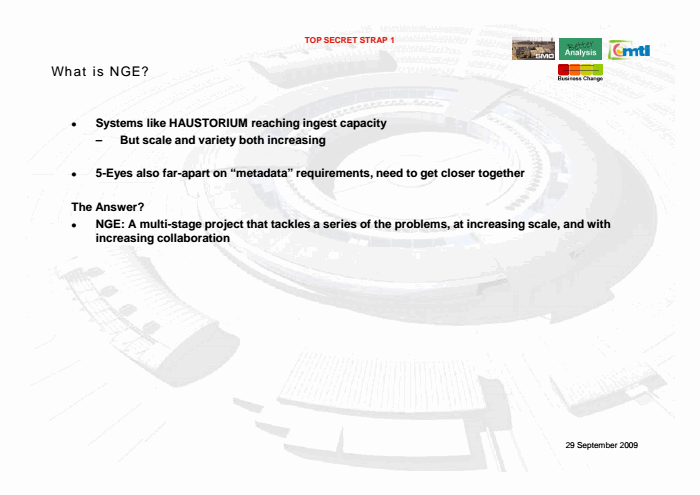 TOP SECRET STRAP 1
SMO
Better
Analysis
mtl
Business Change
What is NGE?
• Systems like HAUSTORIUM reaching ingest capacity
– But scale and variety both increasing
• 5-Eyes also far-apart on “metadata” requirements, need to get closer together
The Answer?
• NGE: A multi-stage project that tackles a series of the problems, at increasing scale, and with
increasing collaboration
29 September 2009